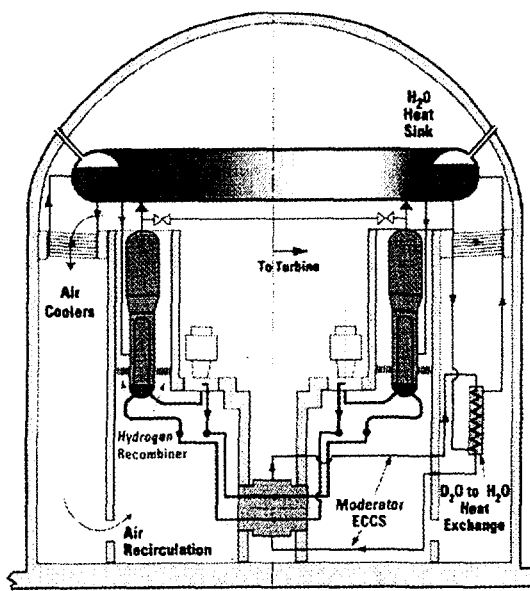 H₂O
Heat
Sink
To Turbine
Air
Coolers
Hydrogen
Recombiner
Moderator
ECCS
D₂O to H₂O
Heat
Exchange
Air
Recirculation